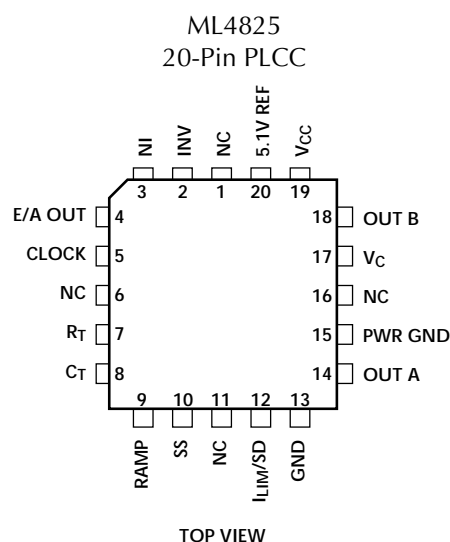 ML4825
20-Pin PLCC
NI
INV
NC
5.1V REF
VCC
3
2
1
20
19
E/A OUT
4
18
OUT B
CLOCK
5
17
VC
NC
6
16
NC
RT
7
15
PWR GND
CT
8
14
OUT A
9
10
11
12
13
RAMP
SS
NC
ILIM/SD
GND
TOP VIEW